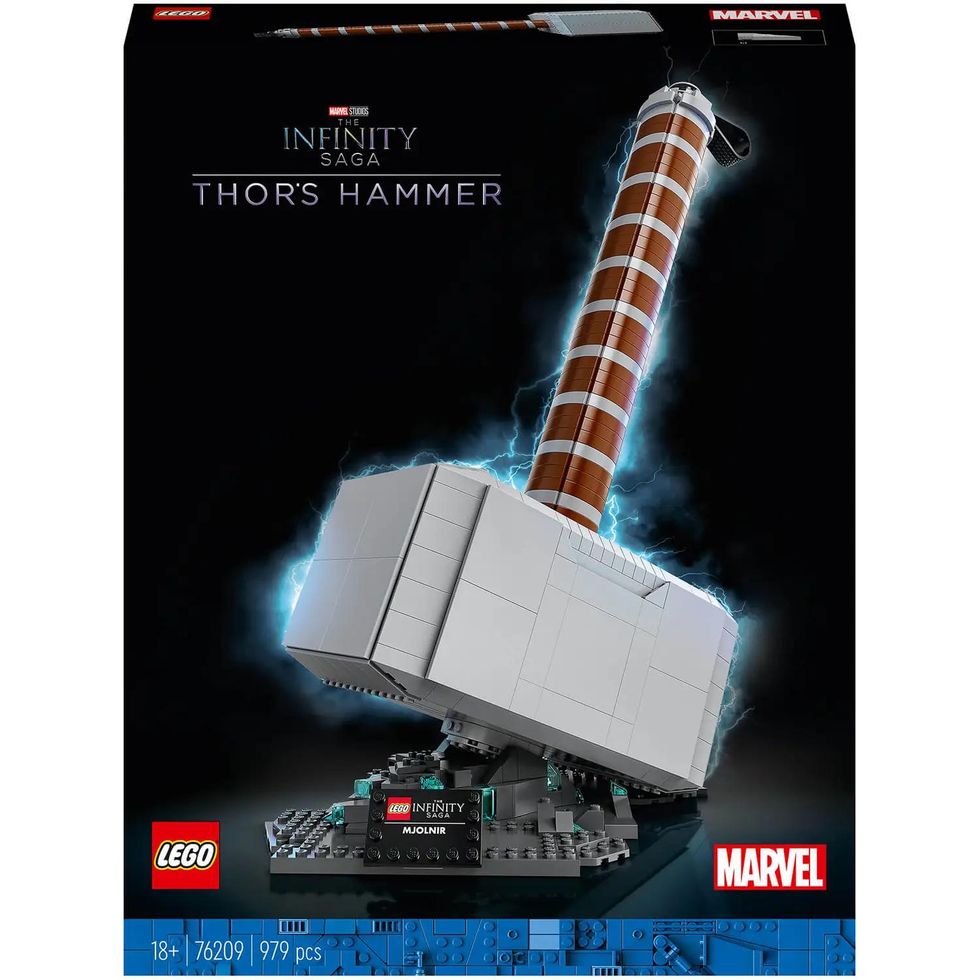 LEGO
MARVEL
MARVEL STUDIOS
THE
INFINITY
SAGA
THOR'S HAMMER
LEGO
THE
INFINITY
SAGA
MJOLNIR
LEGO
MARVEL
18+ 76209 979 pcs